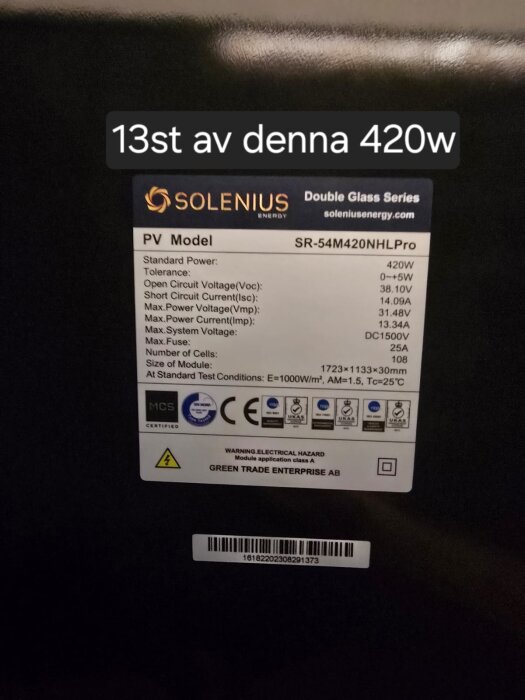 13st av denna 420w
SOLENIUS
ENERGY
Double Glass Series
soleniusenergy.com
PV Model SR-54M420NHLPro
Standard Power: 420W
Tolerance: 0~+5W
Open Circuit Voltage(Voc): 38.10V
Short Circuit Current(Isc): 14.09A
Max.Power Voltage(Vmp): 31.48V
Max.Power Current(Imp): 13.34A
Max.System Voltage: DC1500V
Max.Fuse: 25A
Number of Cells: 108
Size of Module: 1723×1133×30mm
At Standard Test Conditions: E=1000W/m², AM=1.5, Tc=25℃
MCS
CERTIFIED
CE
UKAS
UKAS
UKAS
WARNING.ELECTRICAL HAZARD
Module application class A
GREEN TRADE ENTERPRISE AB
16182202308291373